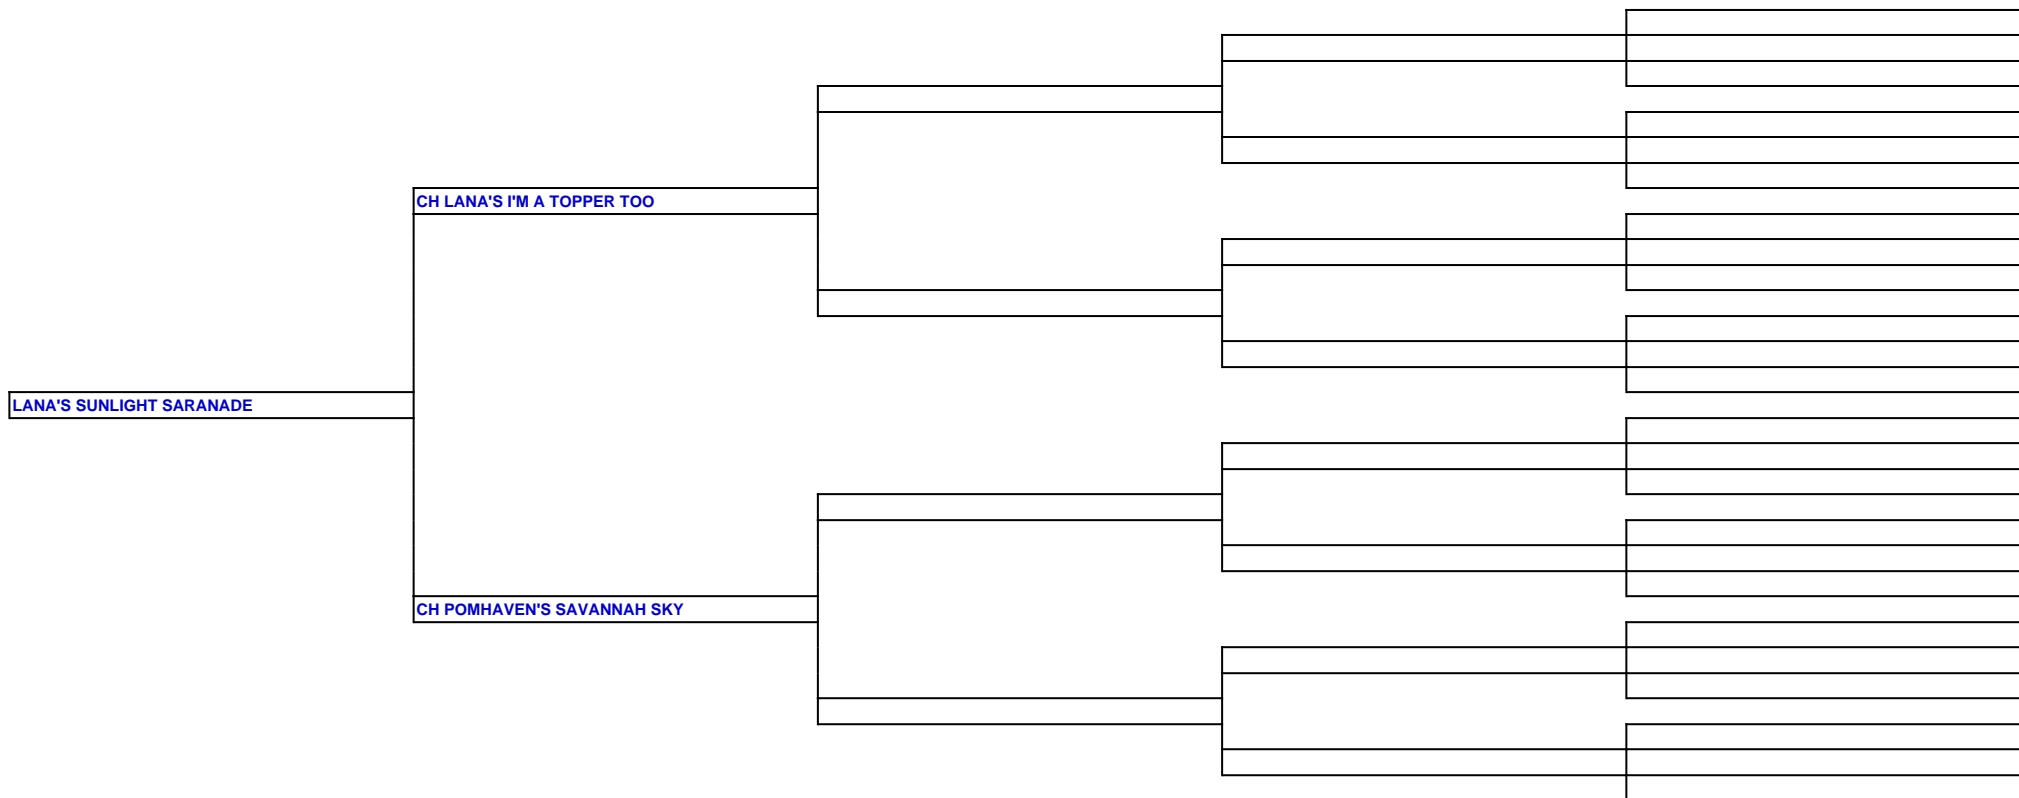 CH LANA'S I'M A TOPPER TOO
LANA'S SUNLIGHT SARANADE
CH POMHAVEN'S SAVANNAH SKY